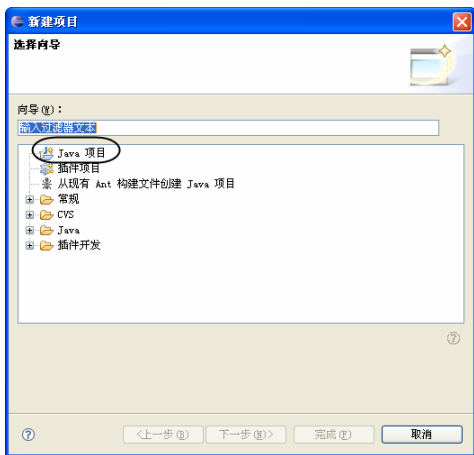 新建项目
选择向导
向导(W)：
输入过滤器文本
Java 项目
插件项目
从现有 Ant 构建文件创建 Java 项目
常规
CVS
Java
插件开发
<上一步(B)
下一步(N)>
完成(F)
取消